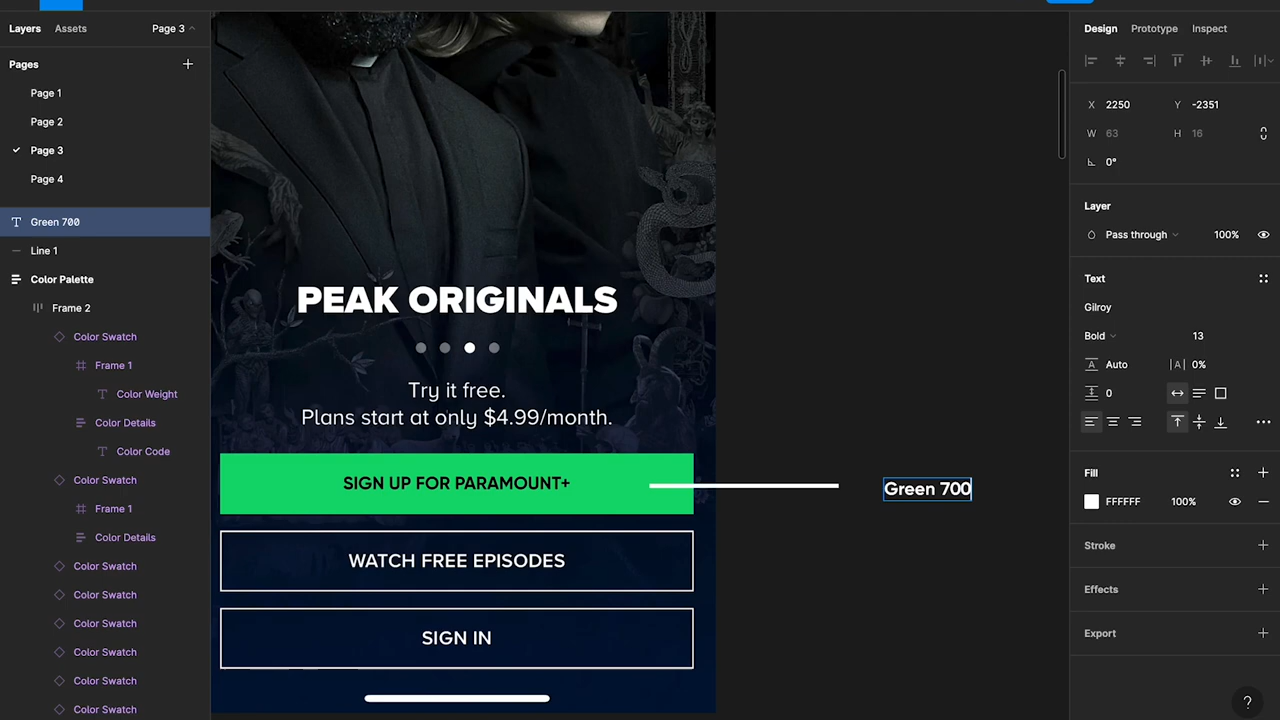 Layers Assets Page 3
Pages
Page 1
Page 2
Page 3
Page 4
Green 700
Line 1
Color Palette
Frame 2
Color Swatch
Frame 1
Color Weight
Color Details
Color Code
Color Swatch
Frame 1
Color Details
Color Swatch
Color Swatch
Color Swatch
Color Swatch
Color Swatch
Color Swatch
PEAK ORIGINALS
Try it free.
Plans start at only $4.99/month.
SIGN UP FOR PARAMOUNT+
WATCH FREE EPISODES
SIGN IN
Green 700
Design Prototype Inspect
X 2250 Y -2351
W 63 H 16
0°
Layer
Pass through 100%
Text
Gilroy
Bold 13
A Auto |A| 0%
0
Fill
FFFFFF 100%
Stroke
Effects
Export
?